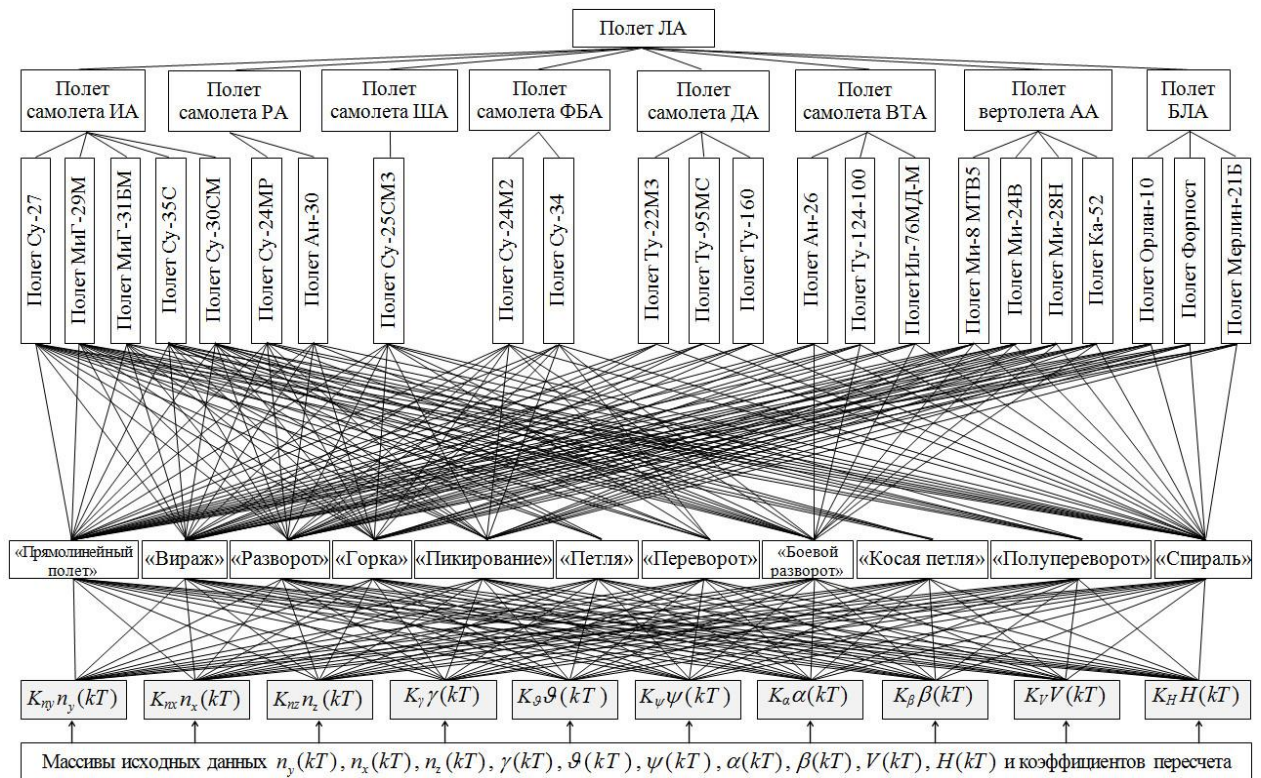 Полет ЛА
Полет
самолета ИА
Полет
самолета РА
Полет
самолета ША
Полет
самолета ФБА
Полет
самолета ДА
Полет
самолета ВТА
Полет
вертолета АА
Полет
БЛА
Полет Су-27
Полет МиГ-29М
Полет МиГ-31БМ
Полет Су-35С
Полет Су-30СМ
Полет Су-24МР
Полет Ан-30
Полет Су-25СМ3
Полет Су-24М2
Полет Су-34
Полет Ту-22М3
Полет Ту-95МС
Полет Ту-160
Полет Ан-26
Полет Ту-124-100
Полет Ил-76МД-М
Полет Ми-8 МТВ5
Полет Ми-24В
Полет Ми-28Н
Полет Ка-52
Полет Орлан-10
Полет Форпост
Полет Мерлин-21Б
«Прямолинейный
полет»
«Вираж»
«Разворот»
«Горка»
«Пикирование»
«Петля»
«Переворот»
«Боевой
разворот»
«Косая петля»
«Полупереворот»
«Спираль»
K_{ny} n_y(kT)
K_{nx} n_x(kT)
K_{nz} n_z(kT)
K_γ γ(kT)
K_ϑ ϑ(kT)
K_ψ ψ(kT)
K_α α(kT)
K_β β(kT)
K_V V(kT)
K_H H(kT)
Массивы исходных данных n_y(kT), n_x(kT), n_z(kT), γ(kT), ϑ(kT), ψ(kT), α(kT), β(kT), V(kT), H(kT) и коэффициентов пересчета